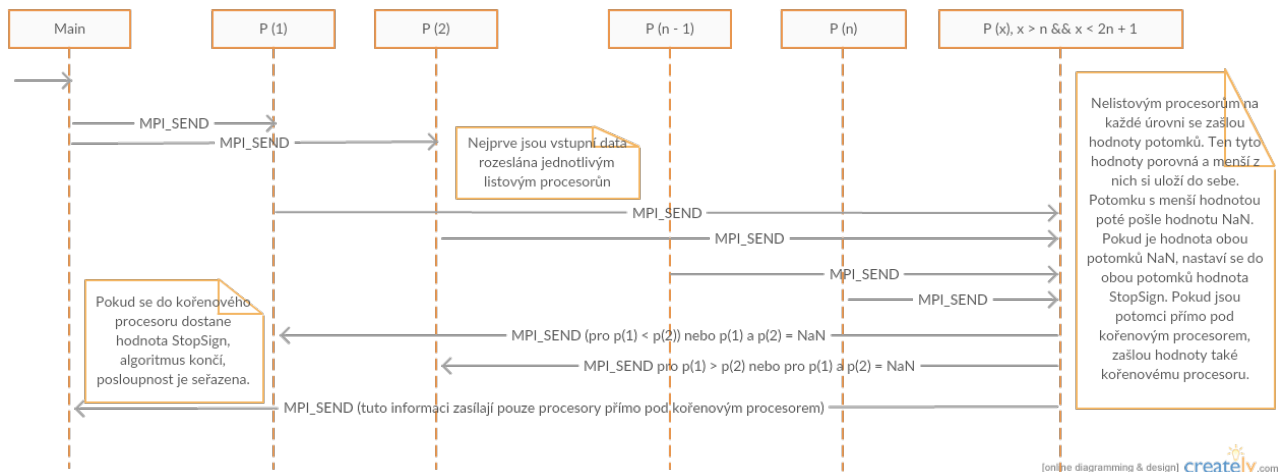 Main
P (1)
P (2)
P (n - 1)
P (n)
P (x), x > n && x < 2n + 1
MPI_SEND
MPI_SEND
Nejprve jsou vstupní data
rozeslána jednotlivým
listovým procesorůn
Nelistovým procesorům na
každé úrovni se zašlou
hodnoty potomků. Ten tyto
hodnoty porovná a menší z
nich si uloží do sebe.
Potomku s menší hodnotou
poté pošle hodnotu NaN.
Pokud je hodnota obou
potomků NaN, nastaví se do
obou potomků hodnota
StopSign. Pokud jsou
potomci přímo pod
kořenovým procesorem,
zašlou hodnoty také
kořenovému procesoru.
MPI_SEND
MPI_SEND
MPI_SEND
MPI_SEND
Pokud se do kořenového
procesoru dostane
hodnota StopSign,
algoritmus končí,
posloupnost je seřazena.
MPI_SEND (pro p(1) < p(2)) nebo p(1) a p(2) = NaN
MPI_SEND pro p(1) > p(2) nebo pro p(1) a p(2) = NaN
MPI_SEND (tuto informaci zasílají pouze procesory přímo pod kořenovým procesorem)
[online diagramming & design] creately.com